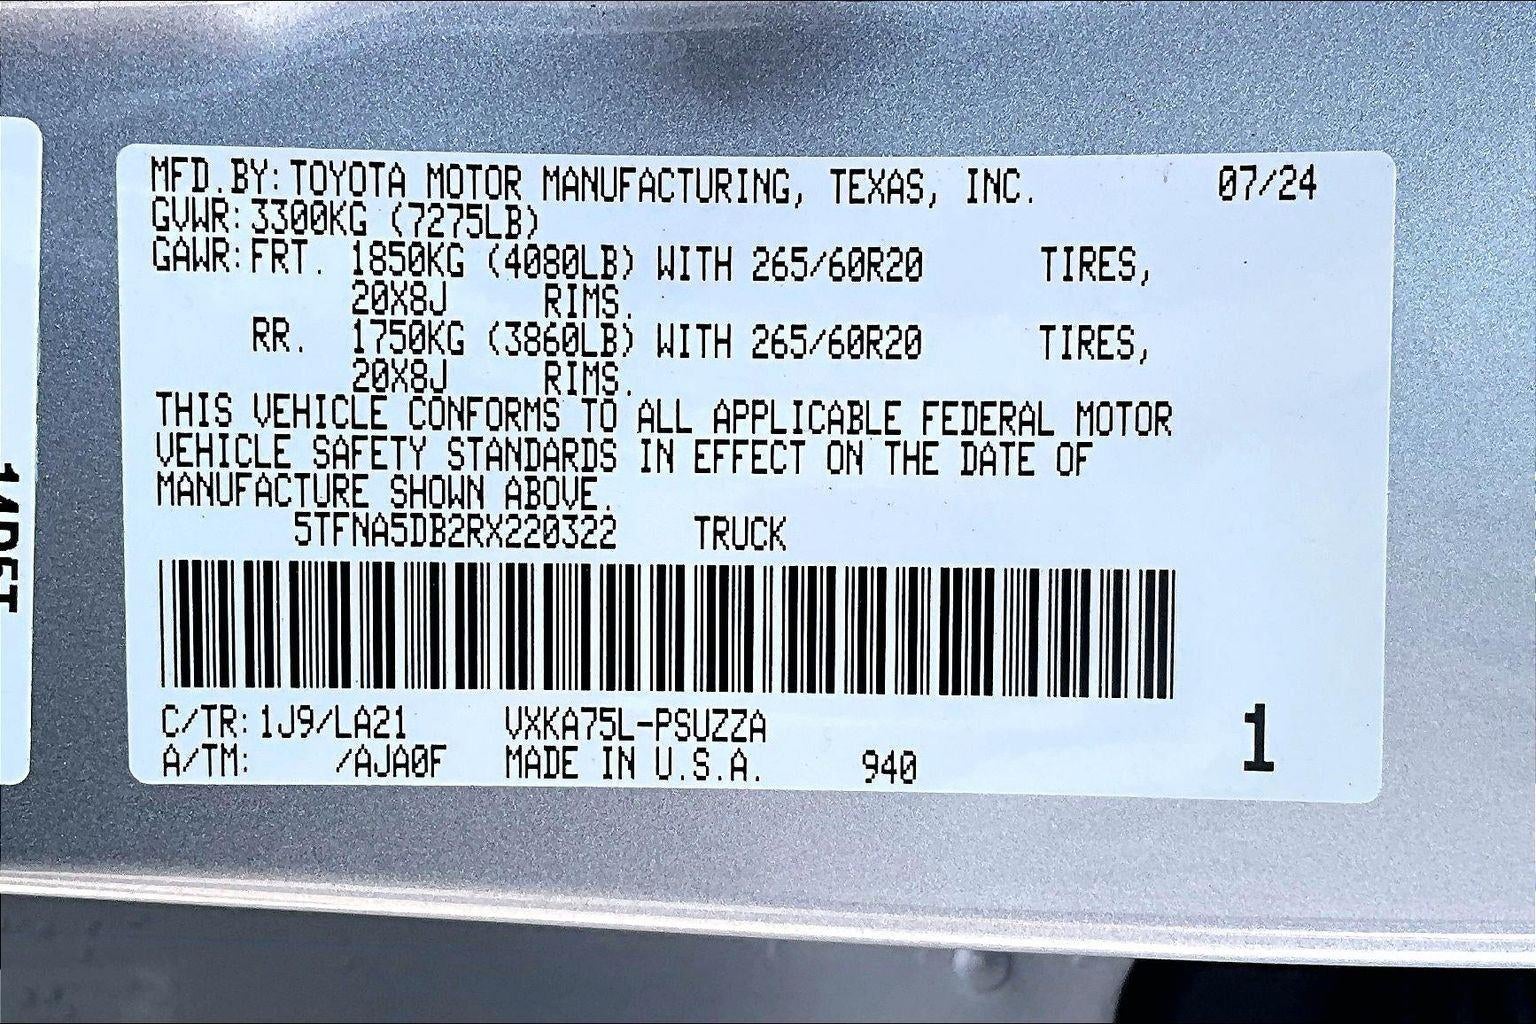 MFD.BY:TOYOTA MOTOR MANUFACTURING, TEXAS, INC. 07/24
GVWR:3300KG (7275LB)
GAWR:FRT. 1850KG (4080LB) WITH 265/60R20 TIRES,
20X8J RIMS.
RR. 1750KG (3860LB) WITH 265/60R20 TIRES,
20X8J RIMS.
THIS VEHICLE CONFORMS TO ALL APPLICABLE FEDERAL MOTOR
VEHICLE SAFETY STANDARDS IN EFFECT ON THE DATE OF
MANUFACTURE SHOWN ABOVE.
5TFNA5DB2RX220322 TRUCK
C/TR:1J9/LA21 VXKA75L-PSUZZA
A/TM: /AJA0F MADE IN U.S.A. 940 1